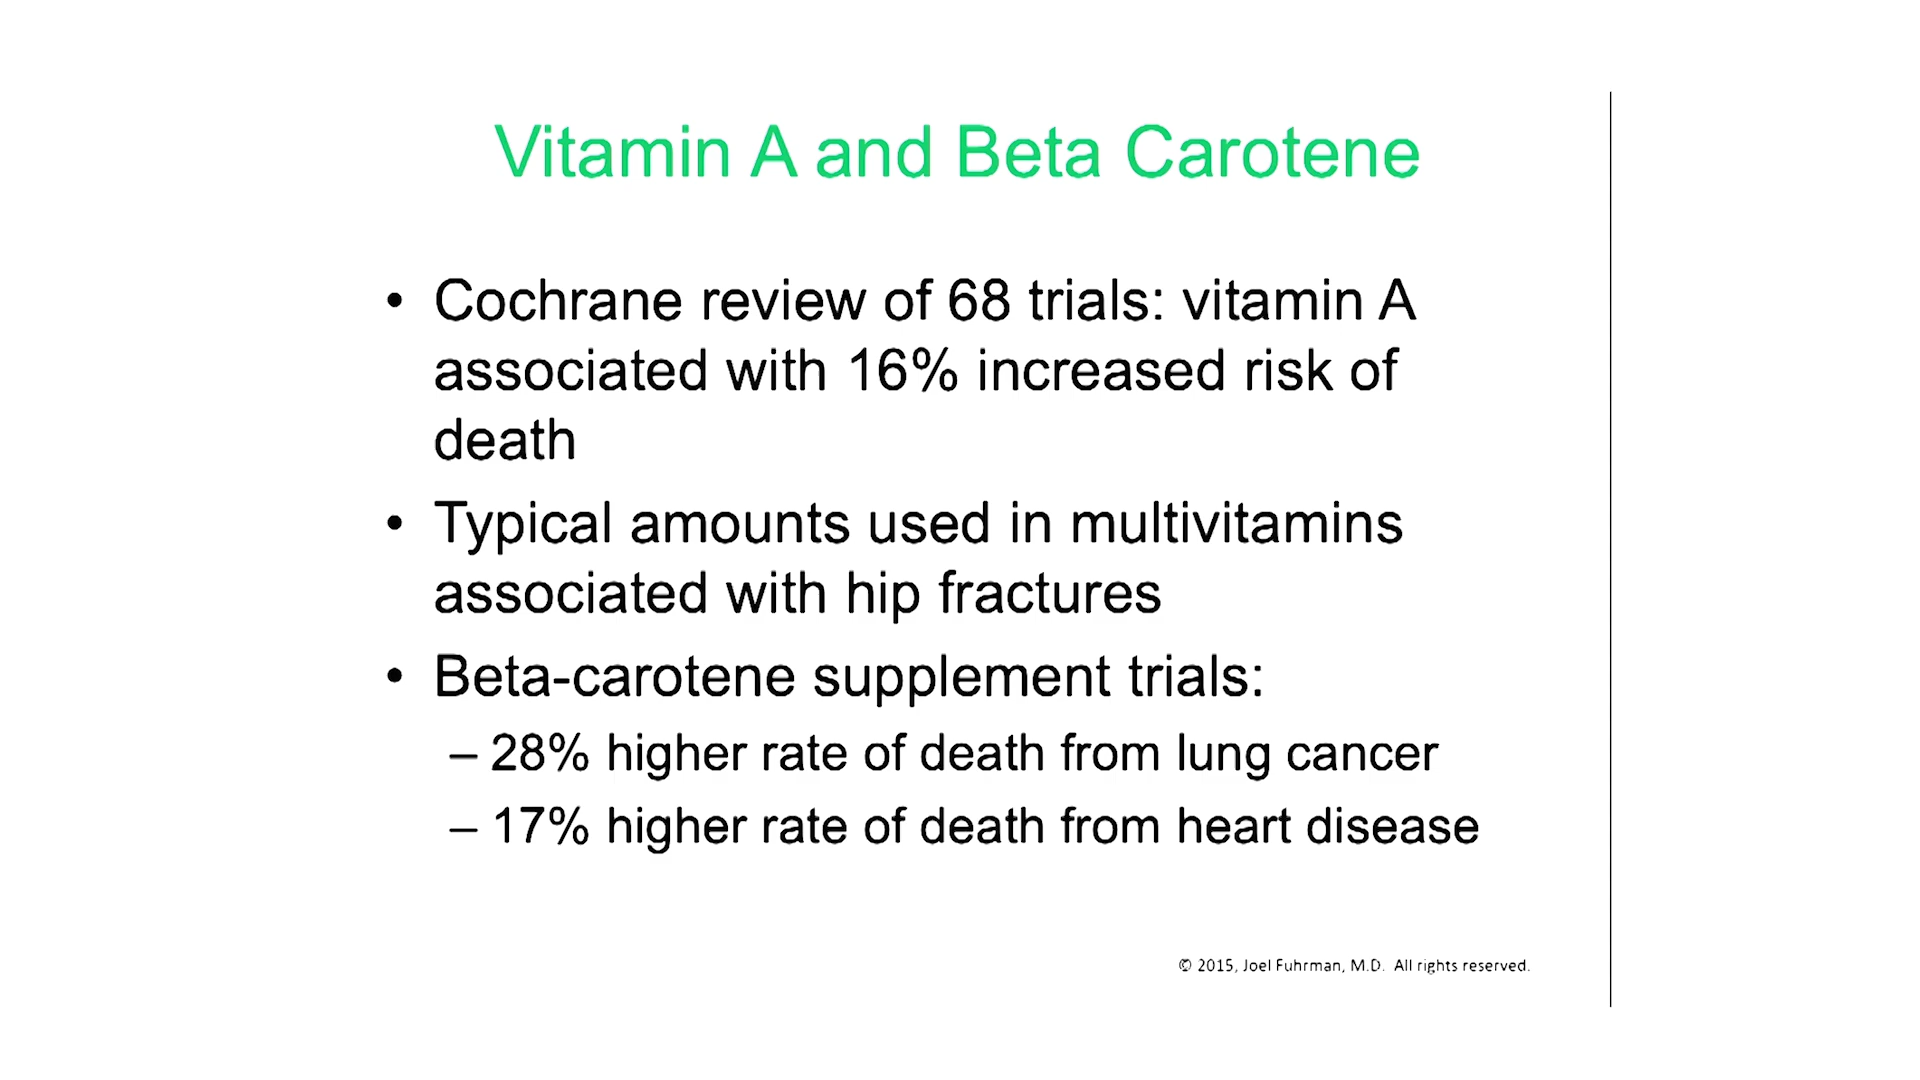 Vitamin A and Beta Carotene
• Cochrane review of 68 trials: vitamin A
associated with 16% increased risk of
death
• Typical amounts used in multivitamins
associated with hip fractures
• Beta-carotene supplement trials:
– 28% higher rate of death from lung cancer
– 17% higher rate of death from heart disease
© 2015, Joel Fuhrman, M.D. All rights reserved.